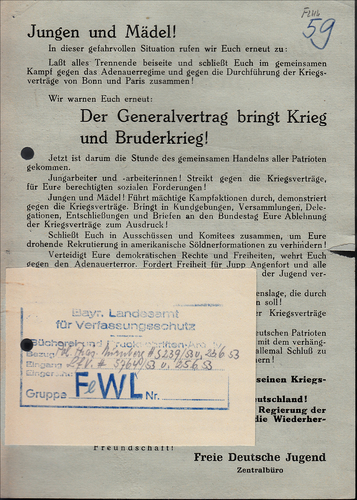 59
Jungen und Mädel!
In dieser gefahrvollen Situation rufen wir Euch erneut zu:
Laßt alles Trennende beiseite und schließt Euch im gemeinsamen
Kampf gegen das Adenauerregime und gegen die Durchführung der Kriegs-
verträge von Bonn und Paris zusammen!
Wir warnen Euch erneut:
Der Generalvertrag bringt Krieg
und Bruderkrieg!
Jetzt ist darum die Stunde des gemeinsamen Handelns aller Patrioten
gekommen.
Jungarbeiter und -arbeiterinnen! Streikt gegen die Kriegsverträge,
für Eure berechtigten sozialen Forderungen!
Jungen und Mädel! Führt mächtige Kampfaktionen durch, demonstriert
gegen die Kriegsverträge. Bringt in Kundgebungen, Versammlungen, Dele-
gationen, Entschließungen und Briefen an den Bundestag Eure Ablehnung
der Kriegsverträge zum Ausdruck!
Schließt Euch in Ausschüssen und Komitees zusammen, um Eure
drohende Rekrutierung in amerikanische Söldnerformationen zu verhindern!
Verteidigt Eure demokratischen Rechte und Freiheiten, wehrt Euch
gegen den Adenauerterror. Fordert Freiheit für Jupp Angenfort und alle
der Jugend ver-
enslage, die durch
n soll!
r Kriegsverträge
eutschen Patrioten
mit dem verhäng-
allemal Schluß zu
ern!
seinen Kriegs-
Deutschland!
Regierung der
die Wiederher-
Freundschaft!
Freie Deutsche Jugend
Zentralbüro
Bayr. Landesamt
für Verfassungsschutz
Bezug
Eingang
Gruppe FeWL Nr.